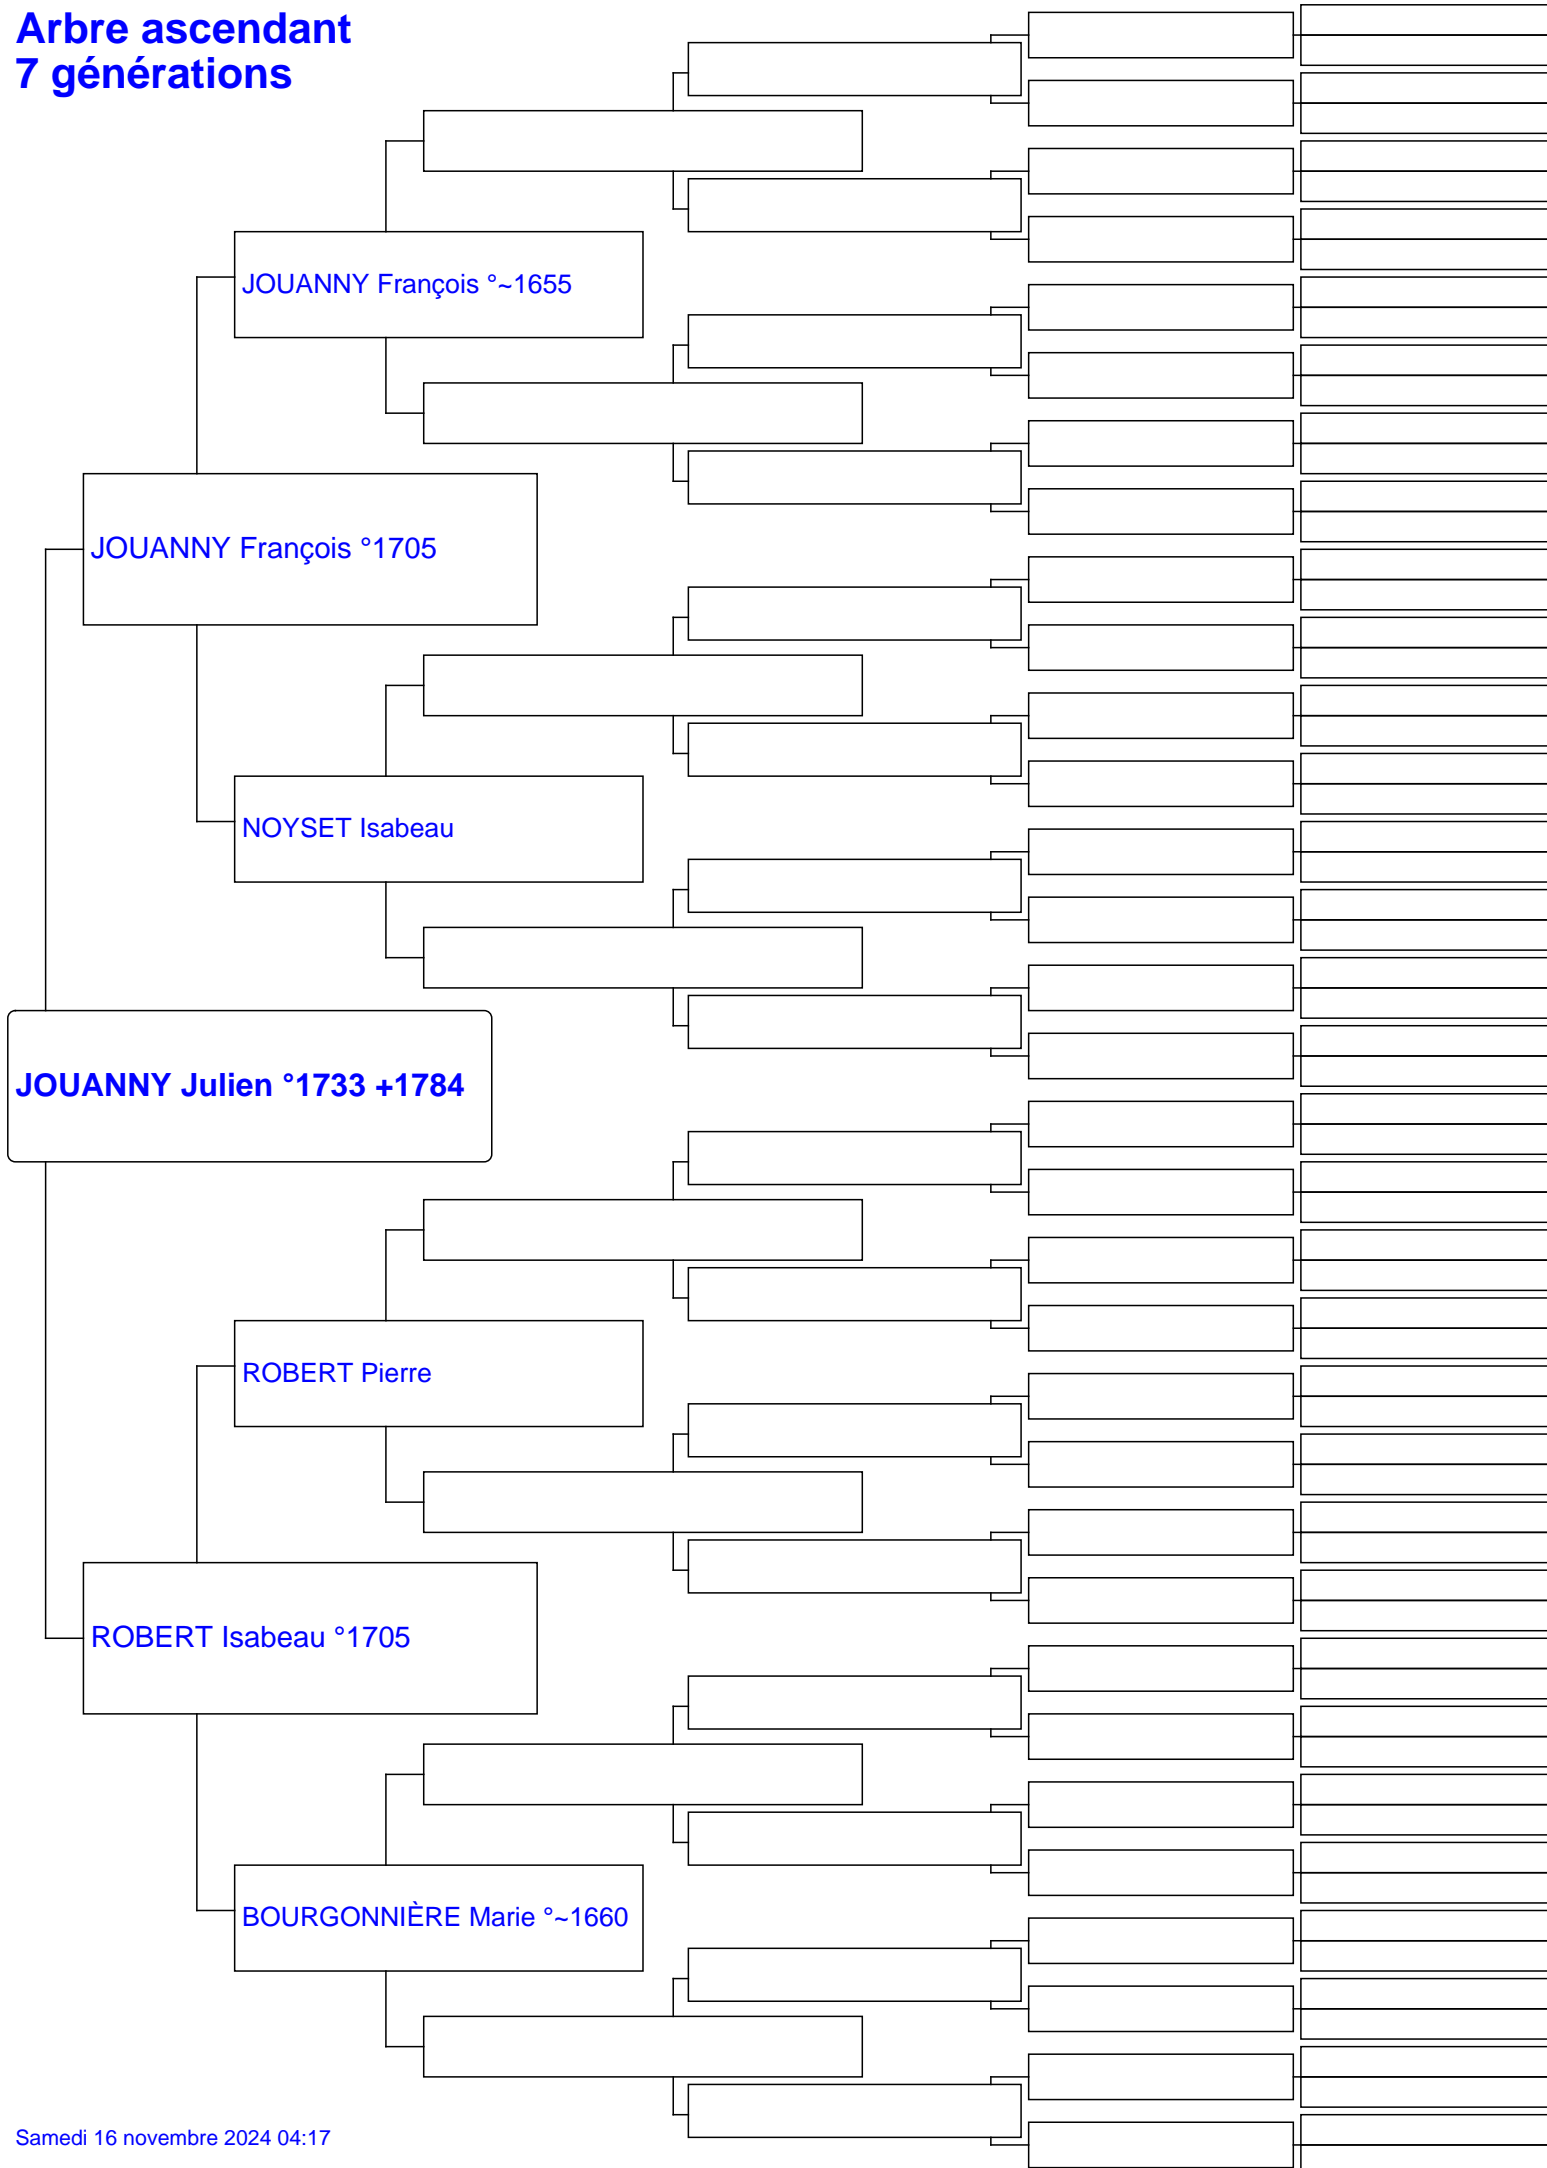 Arbre ascendant
7 générations
JOUANNY François °~1655
JOUANNY François °1705
NOYSET Isabeau
JOUANNY Julien °1733 +1784
ROBERT Pierre
ROBERT Isabeau °1705
BOURGONNIÈRE Marie °~1660
Samedi 16 novembre 2024 04:17